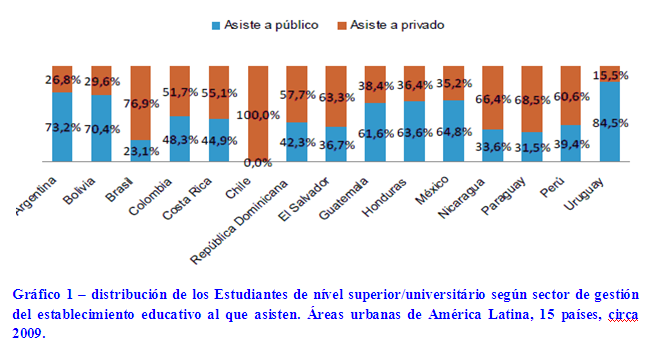 Asiste a público Asiste a privado
26,8% 29,6% 76,9% 51,7% 55,1% 100,0% 57,7% 63,3% 38,4% 36,4% 35,2% 66,4% 68,5% 60,6% 15,5%
73,2% 70,4% 23,1% 48,3% 44,9% 0,0% 42,3% 36,7% 61,6% 63,6% 64,8% 33,6% 31,5% 39,4% 84,5%
Argentina Bolivia Brasil Colombia Costa Rica Chile República Dominicana El Salvador Guatemala Honduras México Nicaragua Paraguay Perú Uruguay
Gráfico 1 – distribución de los Estudiantes de nível superior/universitário según sector de gestión
del establecimiento educativo al que asisten. Áreas urbanas de América Latina, 15 países, circa
2009.